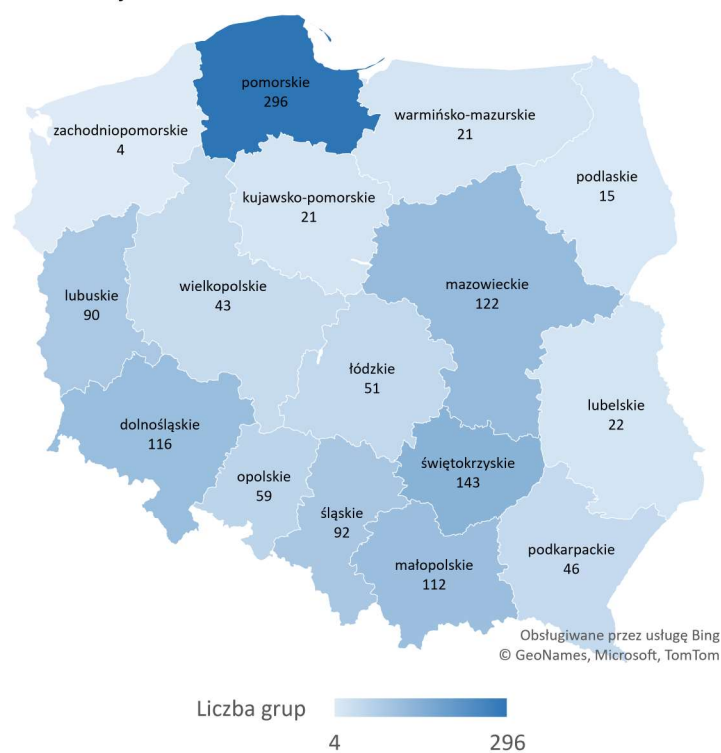 pomorskie
296
zachodniopomorskie
4
warmińsko-mazurskie
21
podlaskie
15
kujawsko-pomorskie
21
mazowieckie
122
wielkopolskie
43
lubuskie
90
łódzkie
51
lubelskie
22
dolnośląskie
116
świętokrzyskie
143
opolskie
59
śląskie
92
podkarpackie
46
małopolskie
112
Obsługiwane przez usługę Bing
© GeoNames, Microsoft, TomTom
Liczba grup
4
296